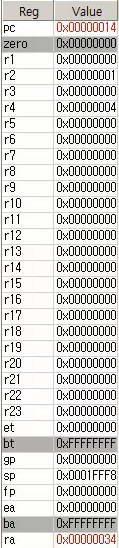 Reg Value
pc 0x00000014
zero 0x00000000
r1 0x00000000
r2 0x00000001
r3 0x00000000
r4 0x00000004
r5 0x00000000
r6 0x00000000
r7 0x00000000
r8 0x00000000
r9 0x00000000
r10 0x00000000
r11 0x00000000
r12 0x00000000
r13 0x00000000
r14 0x00000000
r15 0x00000000
r16 0x00000000
r17 0x00000000
r18 0x00000000
r19 0x00000000
r20 0x00000000
r21 0x00000000
r22 0x00000000
r23 0x00000000
et 0x00000000
bt 0xFFFFFFFF
gp 0x00000000
sp 0x0001FFF8
fp 0x00000000
ea 0x00000000
ba 0xFFFFFFFF
ra 0x00000034